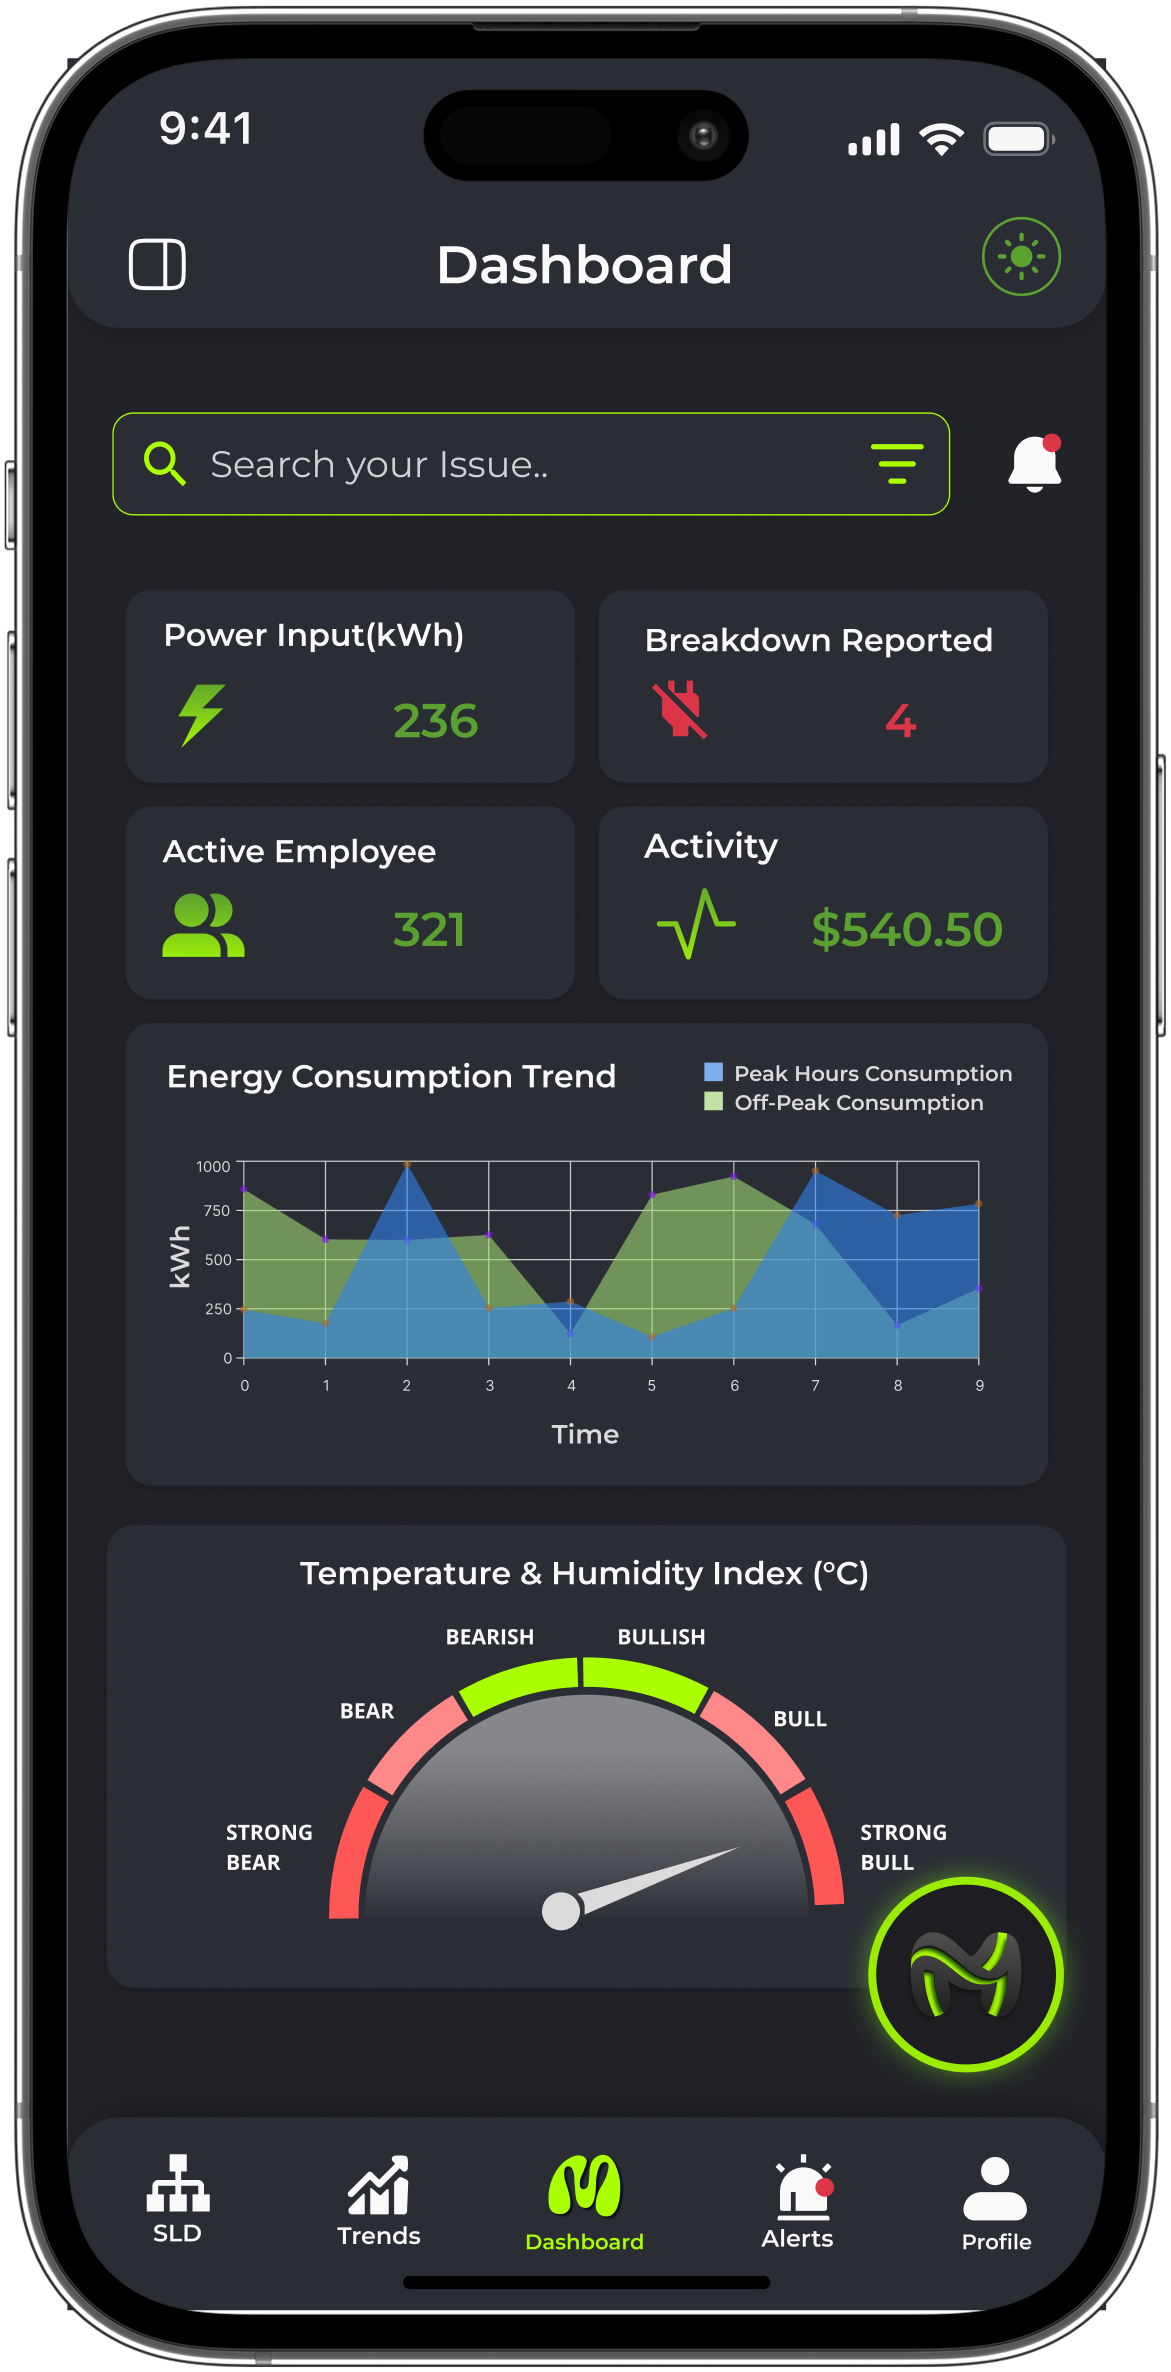 9:41
Dashboard
Search your Issue..
Power Input(kWh)
236
Breakdown Reported
4
Active Employee
321
Activity
$540.50
Energy Consumption Trend
Peak Hours Consumption
Off-Peak Consumption
1000
750
500
250
0
kWh
0 1 2 3 4 5 6 7 8 9
Time
Temperature & Humidity Index (°C)
BEARISH
BULLISH
BEAR
BULL
STRONG
BEAR
STRONG
BULL
SLD
Trends
Dashboard
Alerts
Profile